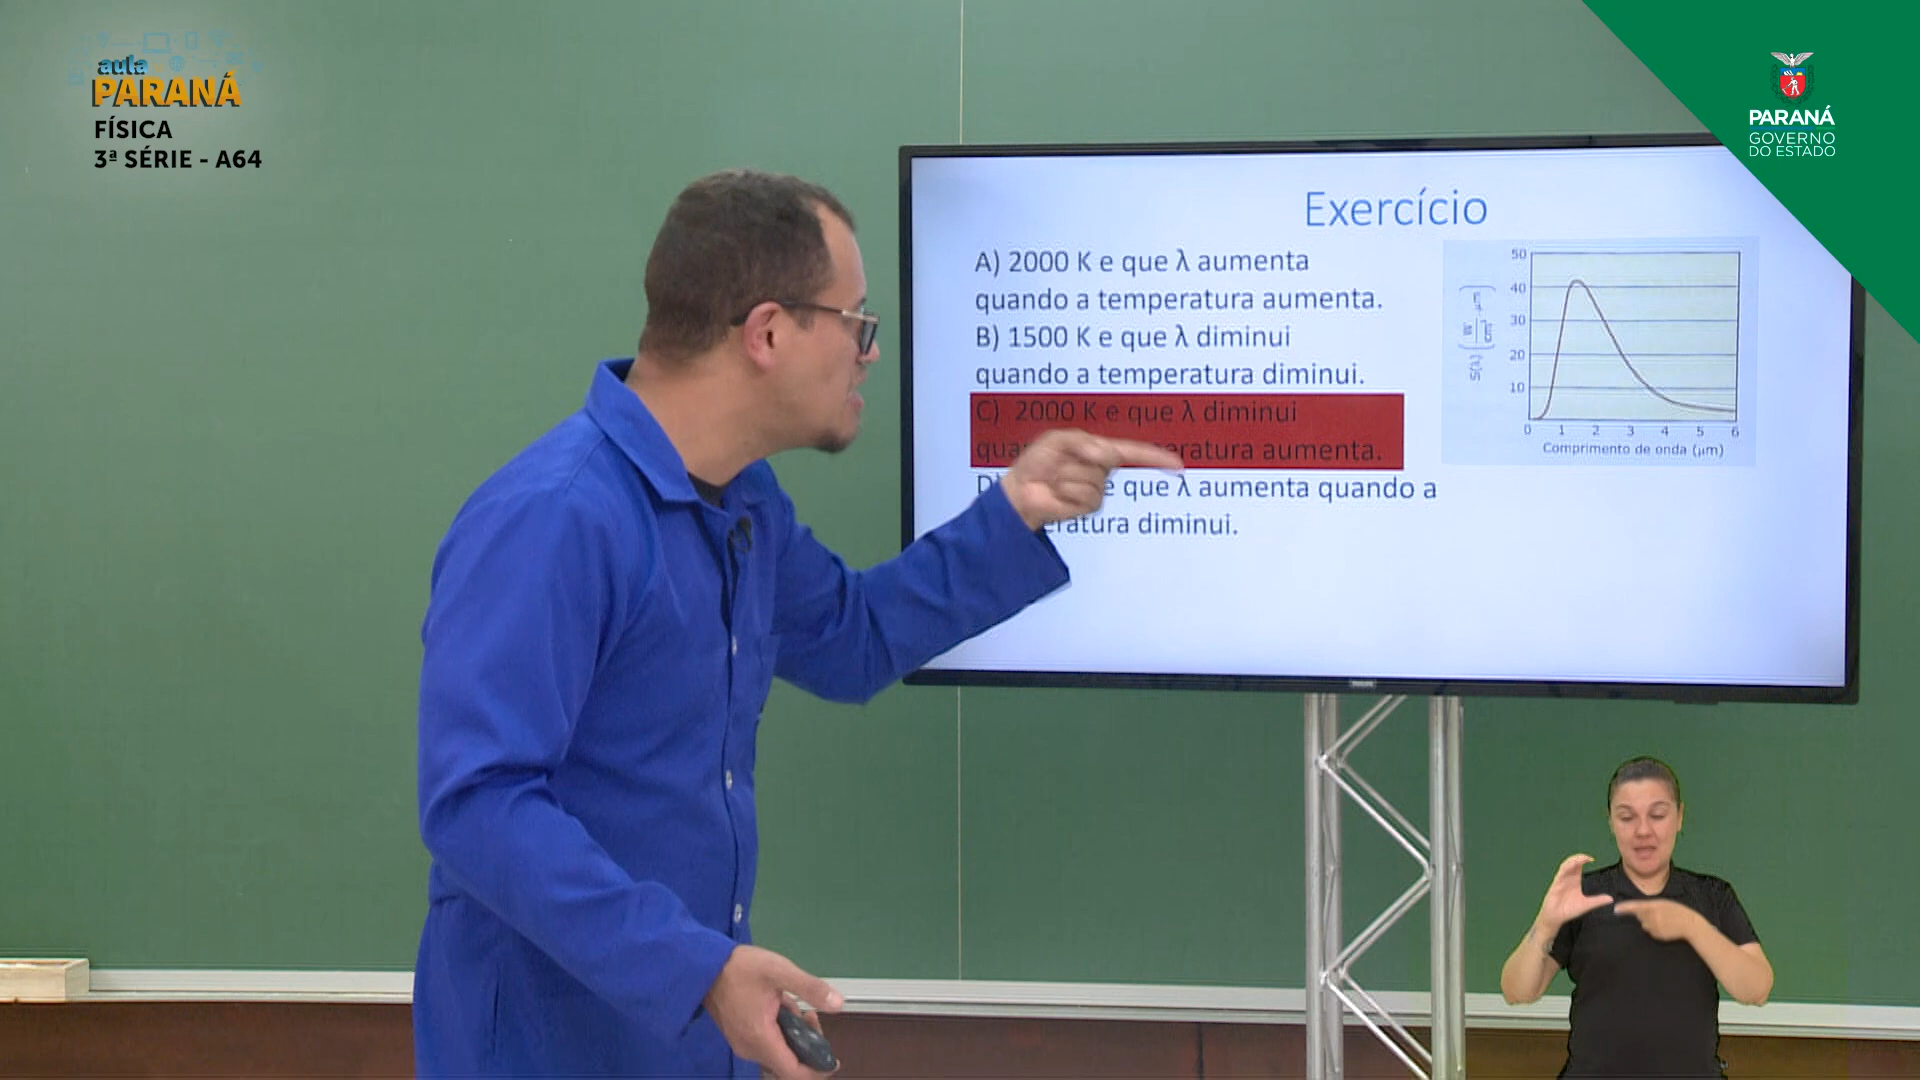 aula
PARANÁ
FÍSICA
3ª SÉRIE - A64
PARANÁ
GOVERNO
DO ESTADO
Exercício
A) 2000 K e que λ aumenta
quando a temperatura aumenta.
B) 1500 K e que λ diminui
quando a temperatura diminui.
C) 2000 K e que λ diminui
aumenta.
que λ aumenta quando a
diminui.
50
40
30
20
10
0 1 2 3 4 5 6
Comprimento de onda (μm)
S(λ)